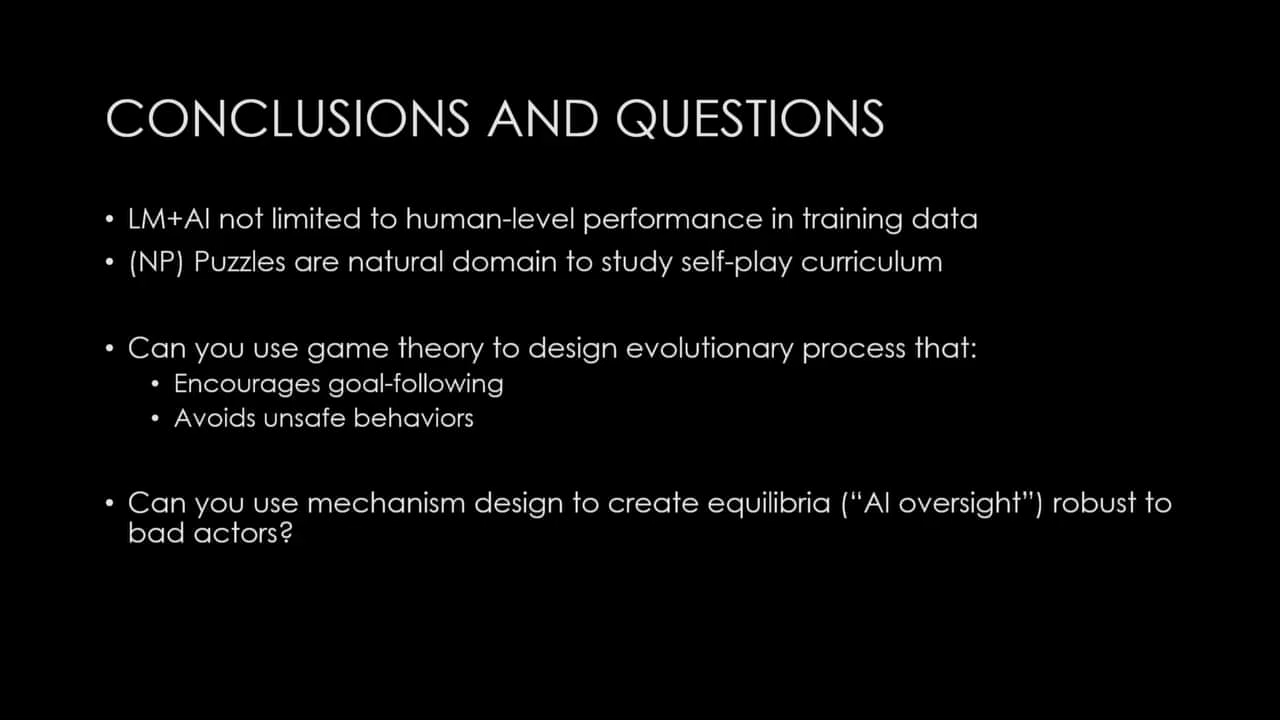 CONCLUSIONS AND QUESTIONS
• LM+AI not limited to human-level performance in training data
• (NP) Puzzles are natural domain to study self-play curriculum
• Can you use game theory to design evolutionary process that:
• Encourages goal-following
• Avoids unsafe behaviors
• Can you use mechanism design to create equilibria (“AI oversight”) robust to
bad actors?